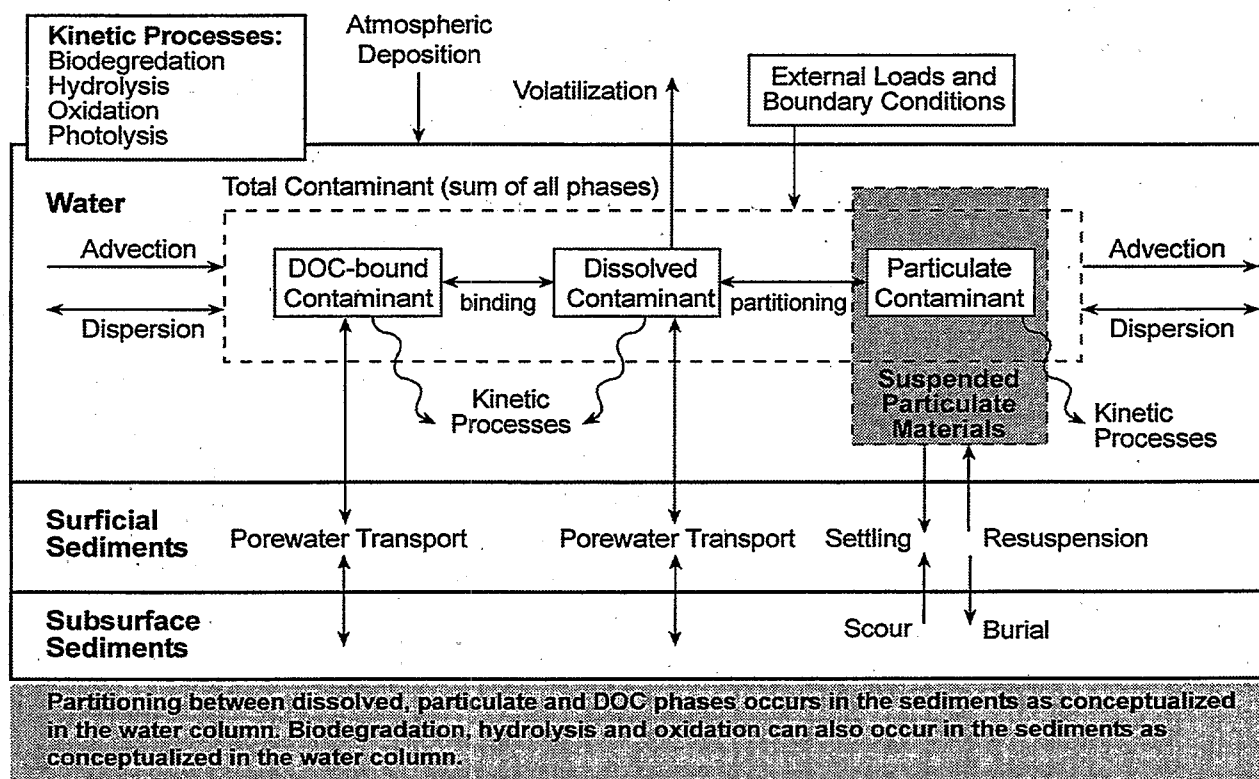 Kinetic Processes:
Biodegredation
Hydrolysis
Oxidation
Photolysis
Atmospheric
Deposition
Volatilization
External Loads and
Boundary Conditions
Total Contaminant (sum of all phases)
Water
Advection
Dispersion
DOC-bound
Contaminant
binding
Dissolved
Contaminant
partitioning
Particulate
Contaminant
Advection
Dispersion
Suspended
Particulate
Materials
Kinetic
Processes
Kinetic
Processes
Surficial
Sediments
Porewater Transport
Porewater Transport
Settling
Resuspension
Subsurface
Sediments
Scour
Burial
Partitioning between dissolved, particulate and DOC phases occurs in the sediments as conceptualized
in the water column. Biodegradation, hydrolysis and oxidation can also occur in the sediments as
conceptualized in the water column.